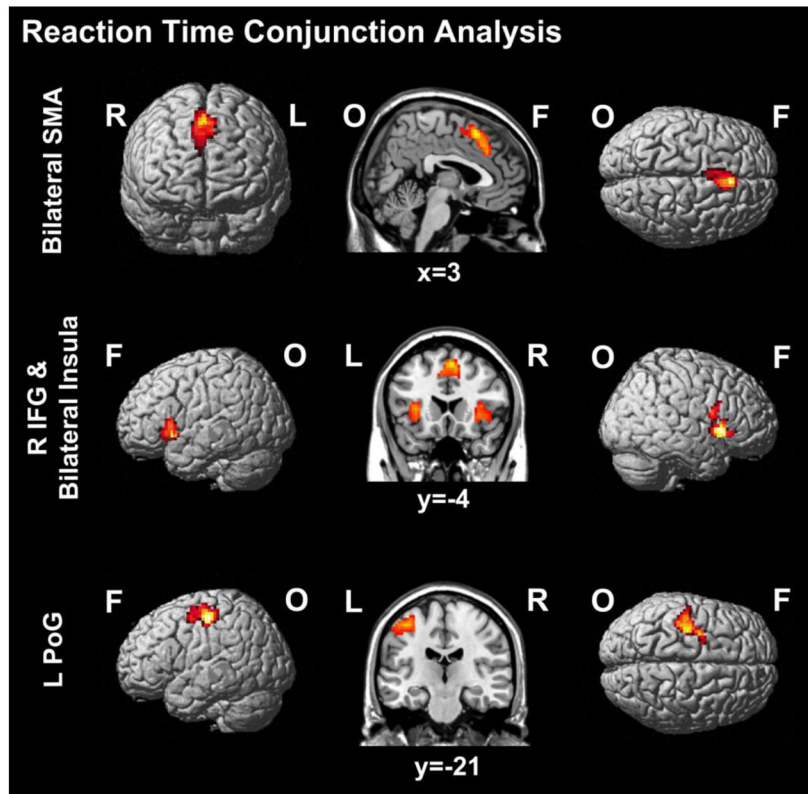 Reaction Time Conjunction Analysis
Bilateral SMA
R
L
O
F
O
F
x=3
R IFG &
Bilateral Insula
F
O
L
R
O
F
y=-4
L PoG
F
O
L
R
O
F
y=-21